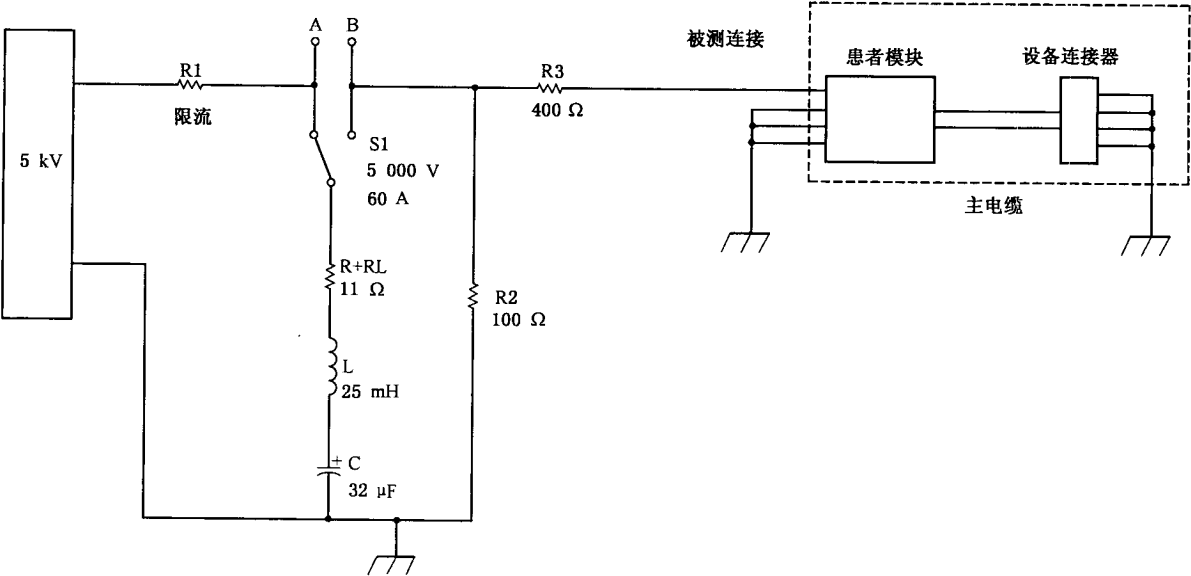 A B
被测连接
R1
限流
R3
400 Ω
患者模块
设备连接器
5 kV
S1
5 000 V
60 A
主电缆
R+RL
11 Ω
R2
100 Ω
L
25 mH
+ C
32 μF